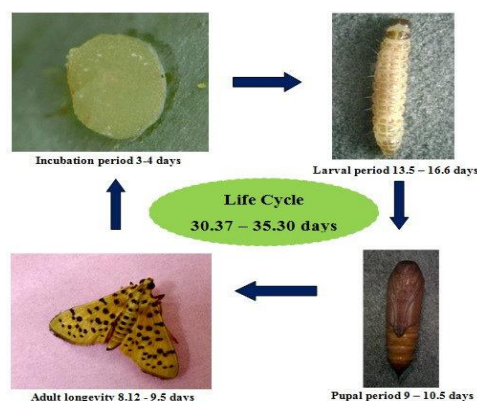 Incubation period 3-4 days
Larval period 13.5 – 16.6 days
Life Cycle
30.37 – 35.30 days
Adult longevity 8.12 - 9.5 days
Pupal period 9 – 10.5 days